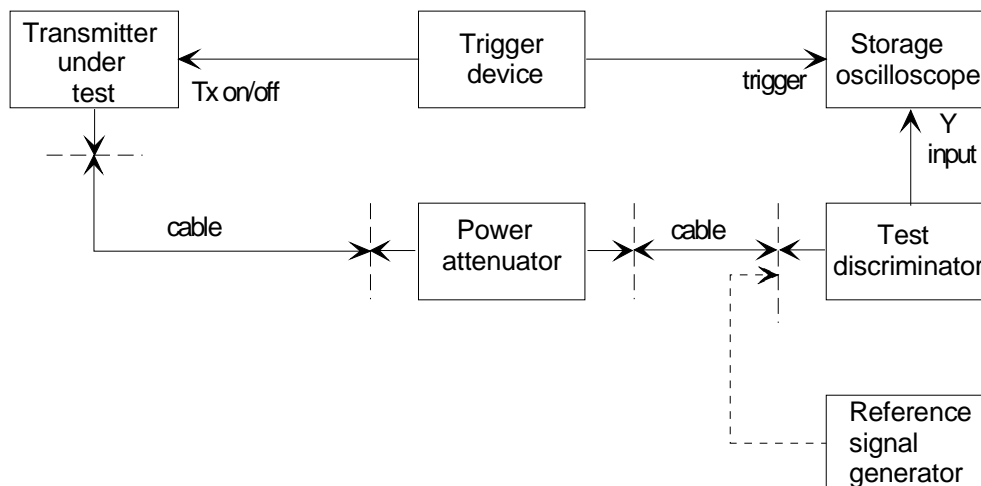 Transmitter
under
test
Trigger
device
Storage
oscilloscope
Tx on/off
trigger
Y
input
cable
Power
attenuator
cable
Test
discriminator
Reference
signal
generator